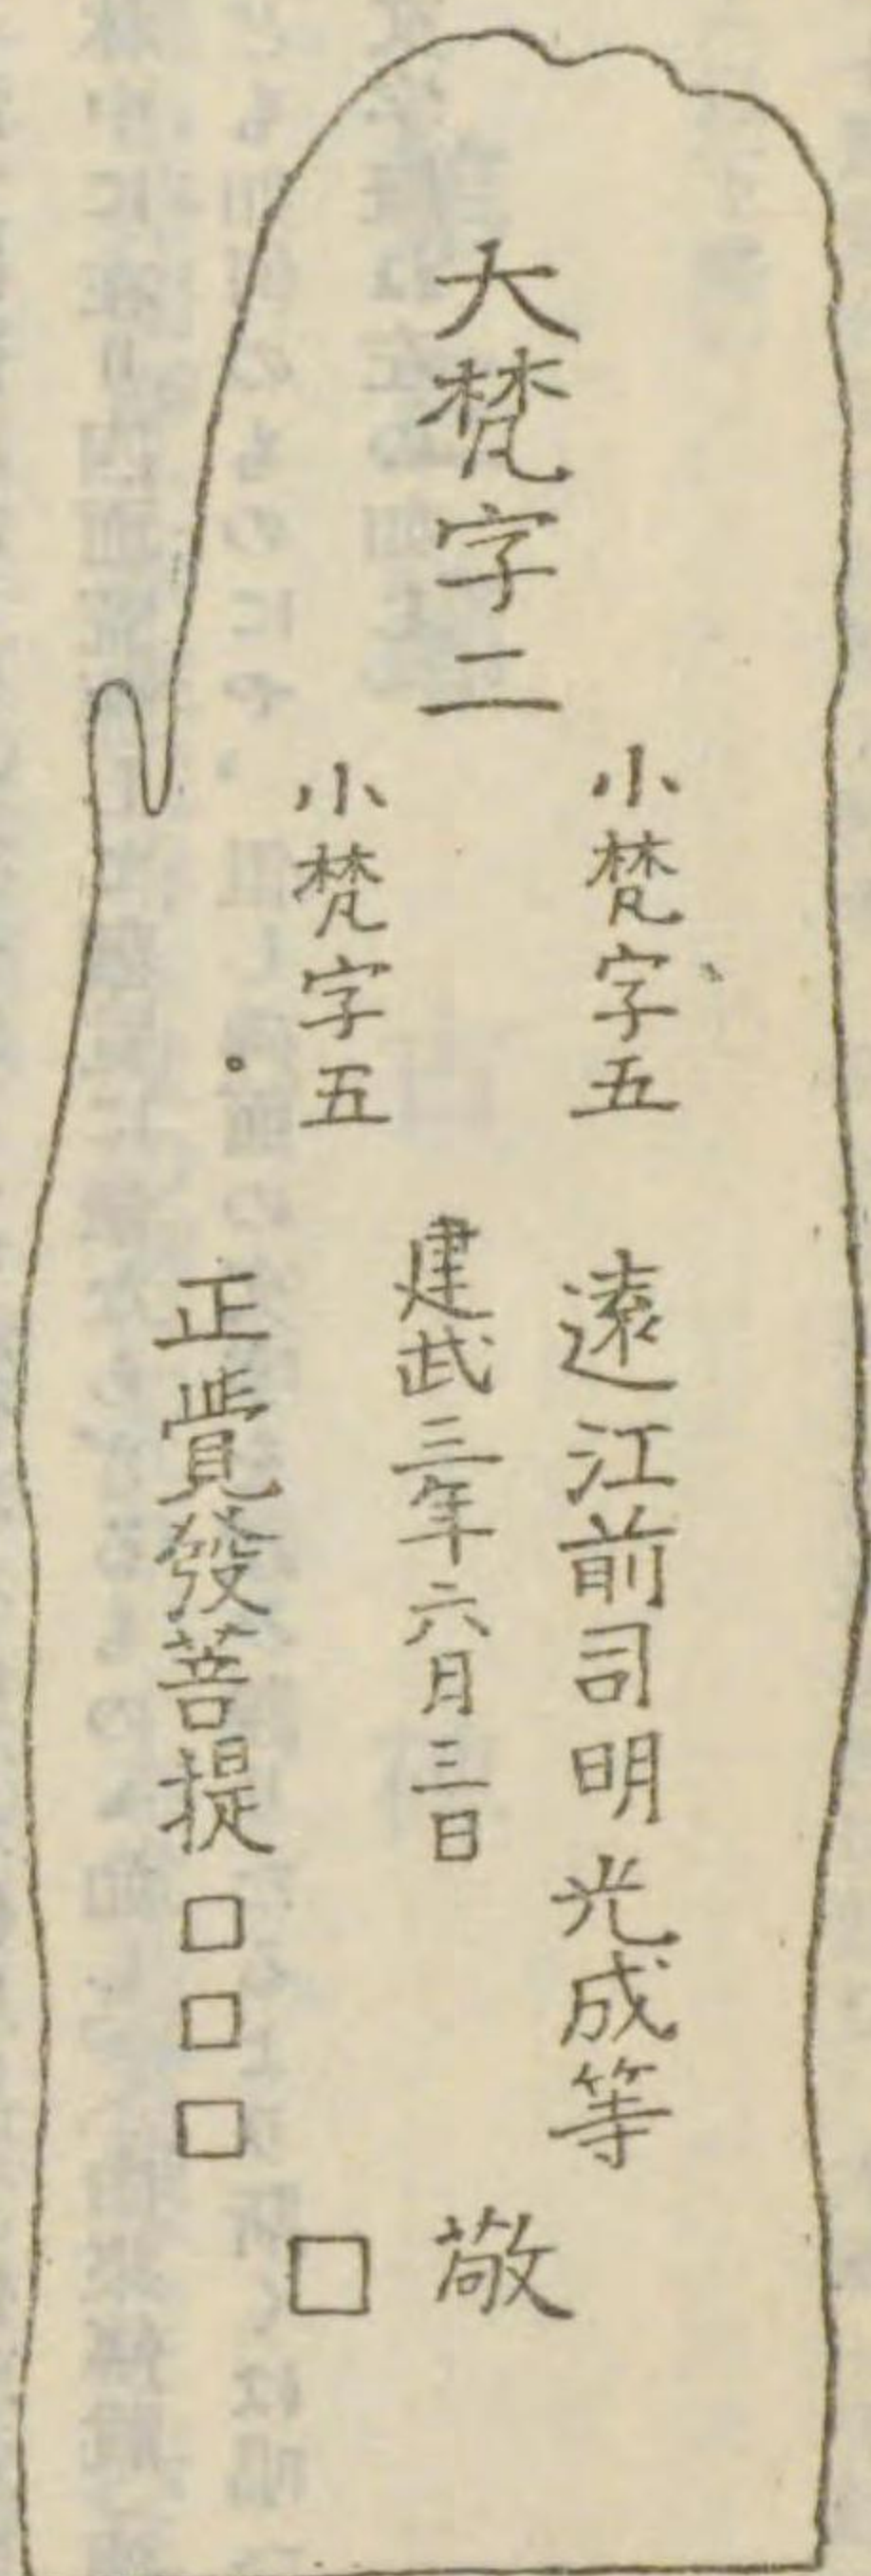 大梵字二
小梵字五
小梵字五
遠江前司明光成等
建武三年六月三日
正覺發菩提□□□
敬
□